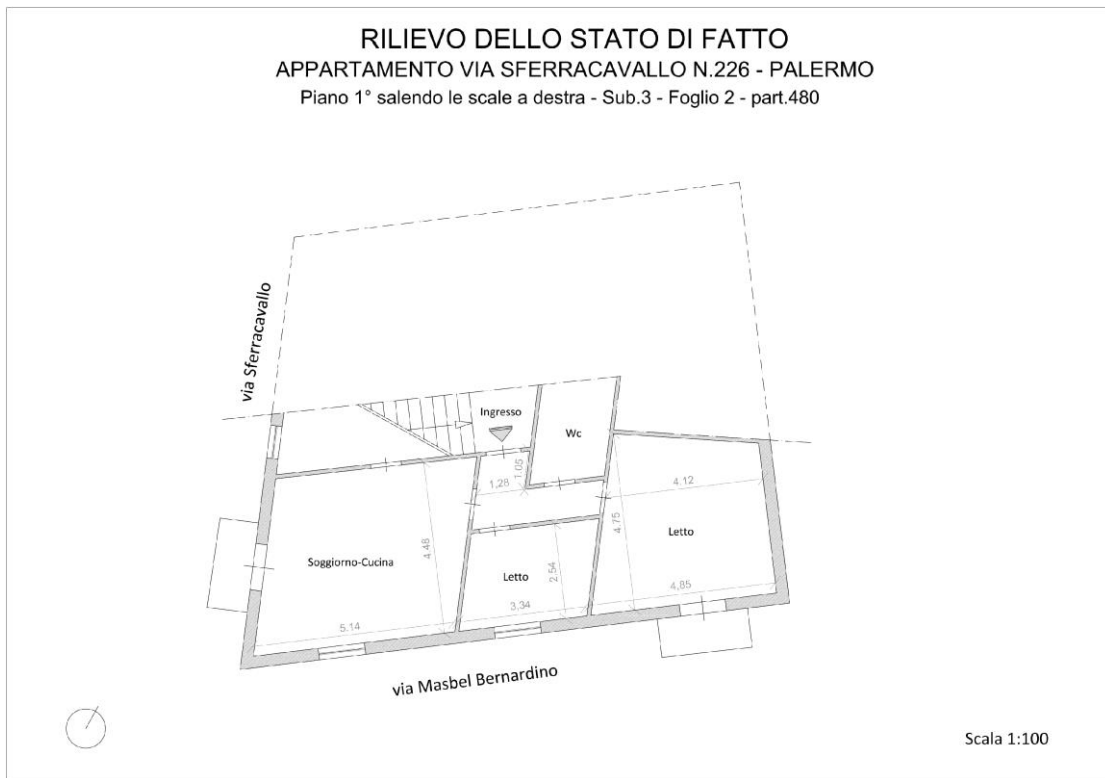 RILIEVO DELLO STATO DI FATTO
APPARTAMENTO VIA SFERRACAVALLO N.226 - PALERMO
Piano 1° salendo le scale a destra - Sub.3 - Foglio 2 - part.480
via Sferracavallo
Ingresso
Wc
1,05
1,28
4.12
4.48
4.75
Letto
Soggiorno-Cucina
Letto
2,54
4,85
3,34
5.14
via Masbel Bernardino
Scala 1:100